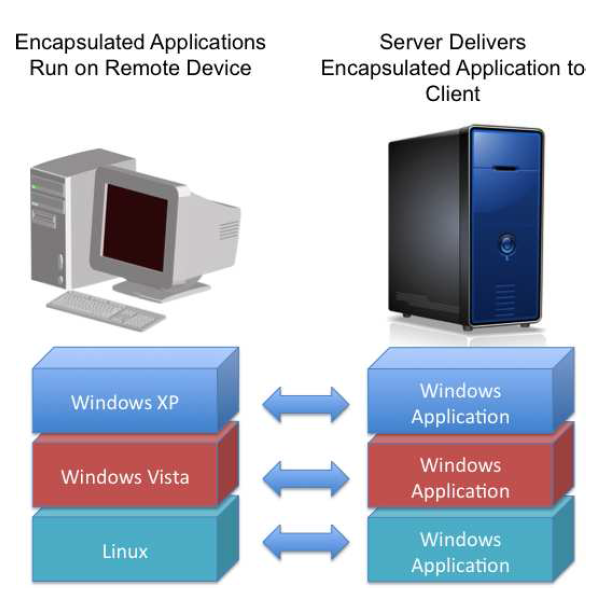 Encapsulated Applications
Run on Remote Device
Server Delivers
Encapsulated Application to
Client
Windows XP
Windows
Application
Windows Vista
Windows
Application
Linux
Windows
Application